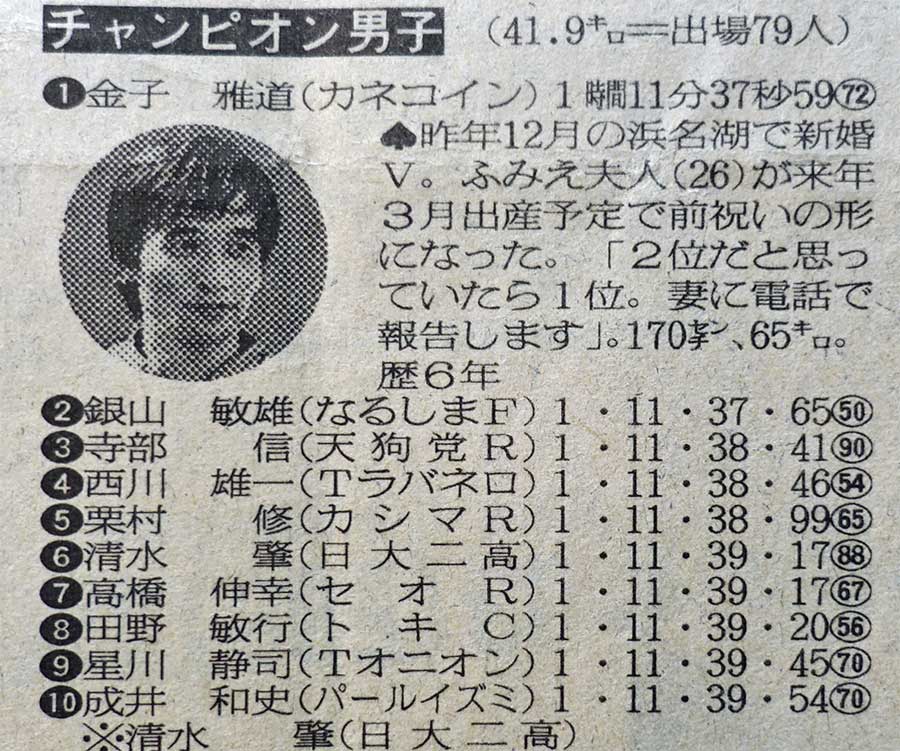 チャンピオン男子 (41.9㌔=出場79人)
❶金子 雅道(カネコイン)1時間11分37秒59㉒
♠昨年12月の浜名湖で新婚
V。ふみえ夫人(26)が来年
3月出産予定で前祝いの形
になった。「2位だと思っ
ていたら1位。妻に電話で
報告します」。170㌢、65㌔。
歴6年
❷銀山 敏雄(なるしまF)1・11・37・65㊿
❸寺部 信(天狗党R)1・11・38・41(90)
❹西川 雄一(Tラバネロ)1・11・38・46(54)
❺栗村 修(カシマR)1・11・38・99(65)
❻清水 肇(日大二高)1・11・39・17(88)
❼高橋 伸幸(セオR)1・11・39・17(67)
❽田野 敏行(トキC)1・11・39・20(56)
❾星川 静司(Tオニオン)1・11・39・45(70)
❿成井 和史(パールイズミ)1・11・39・54(70)
※清水 肇(日大二高)